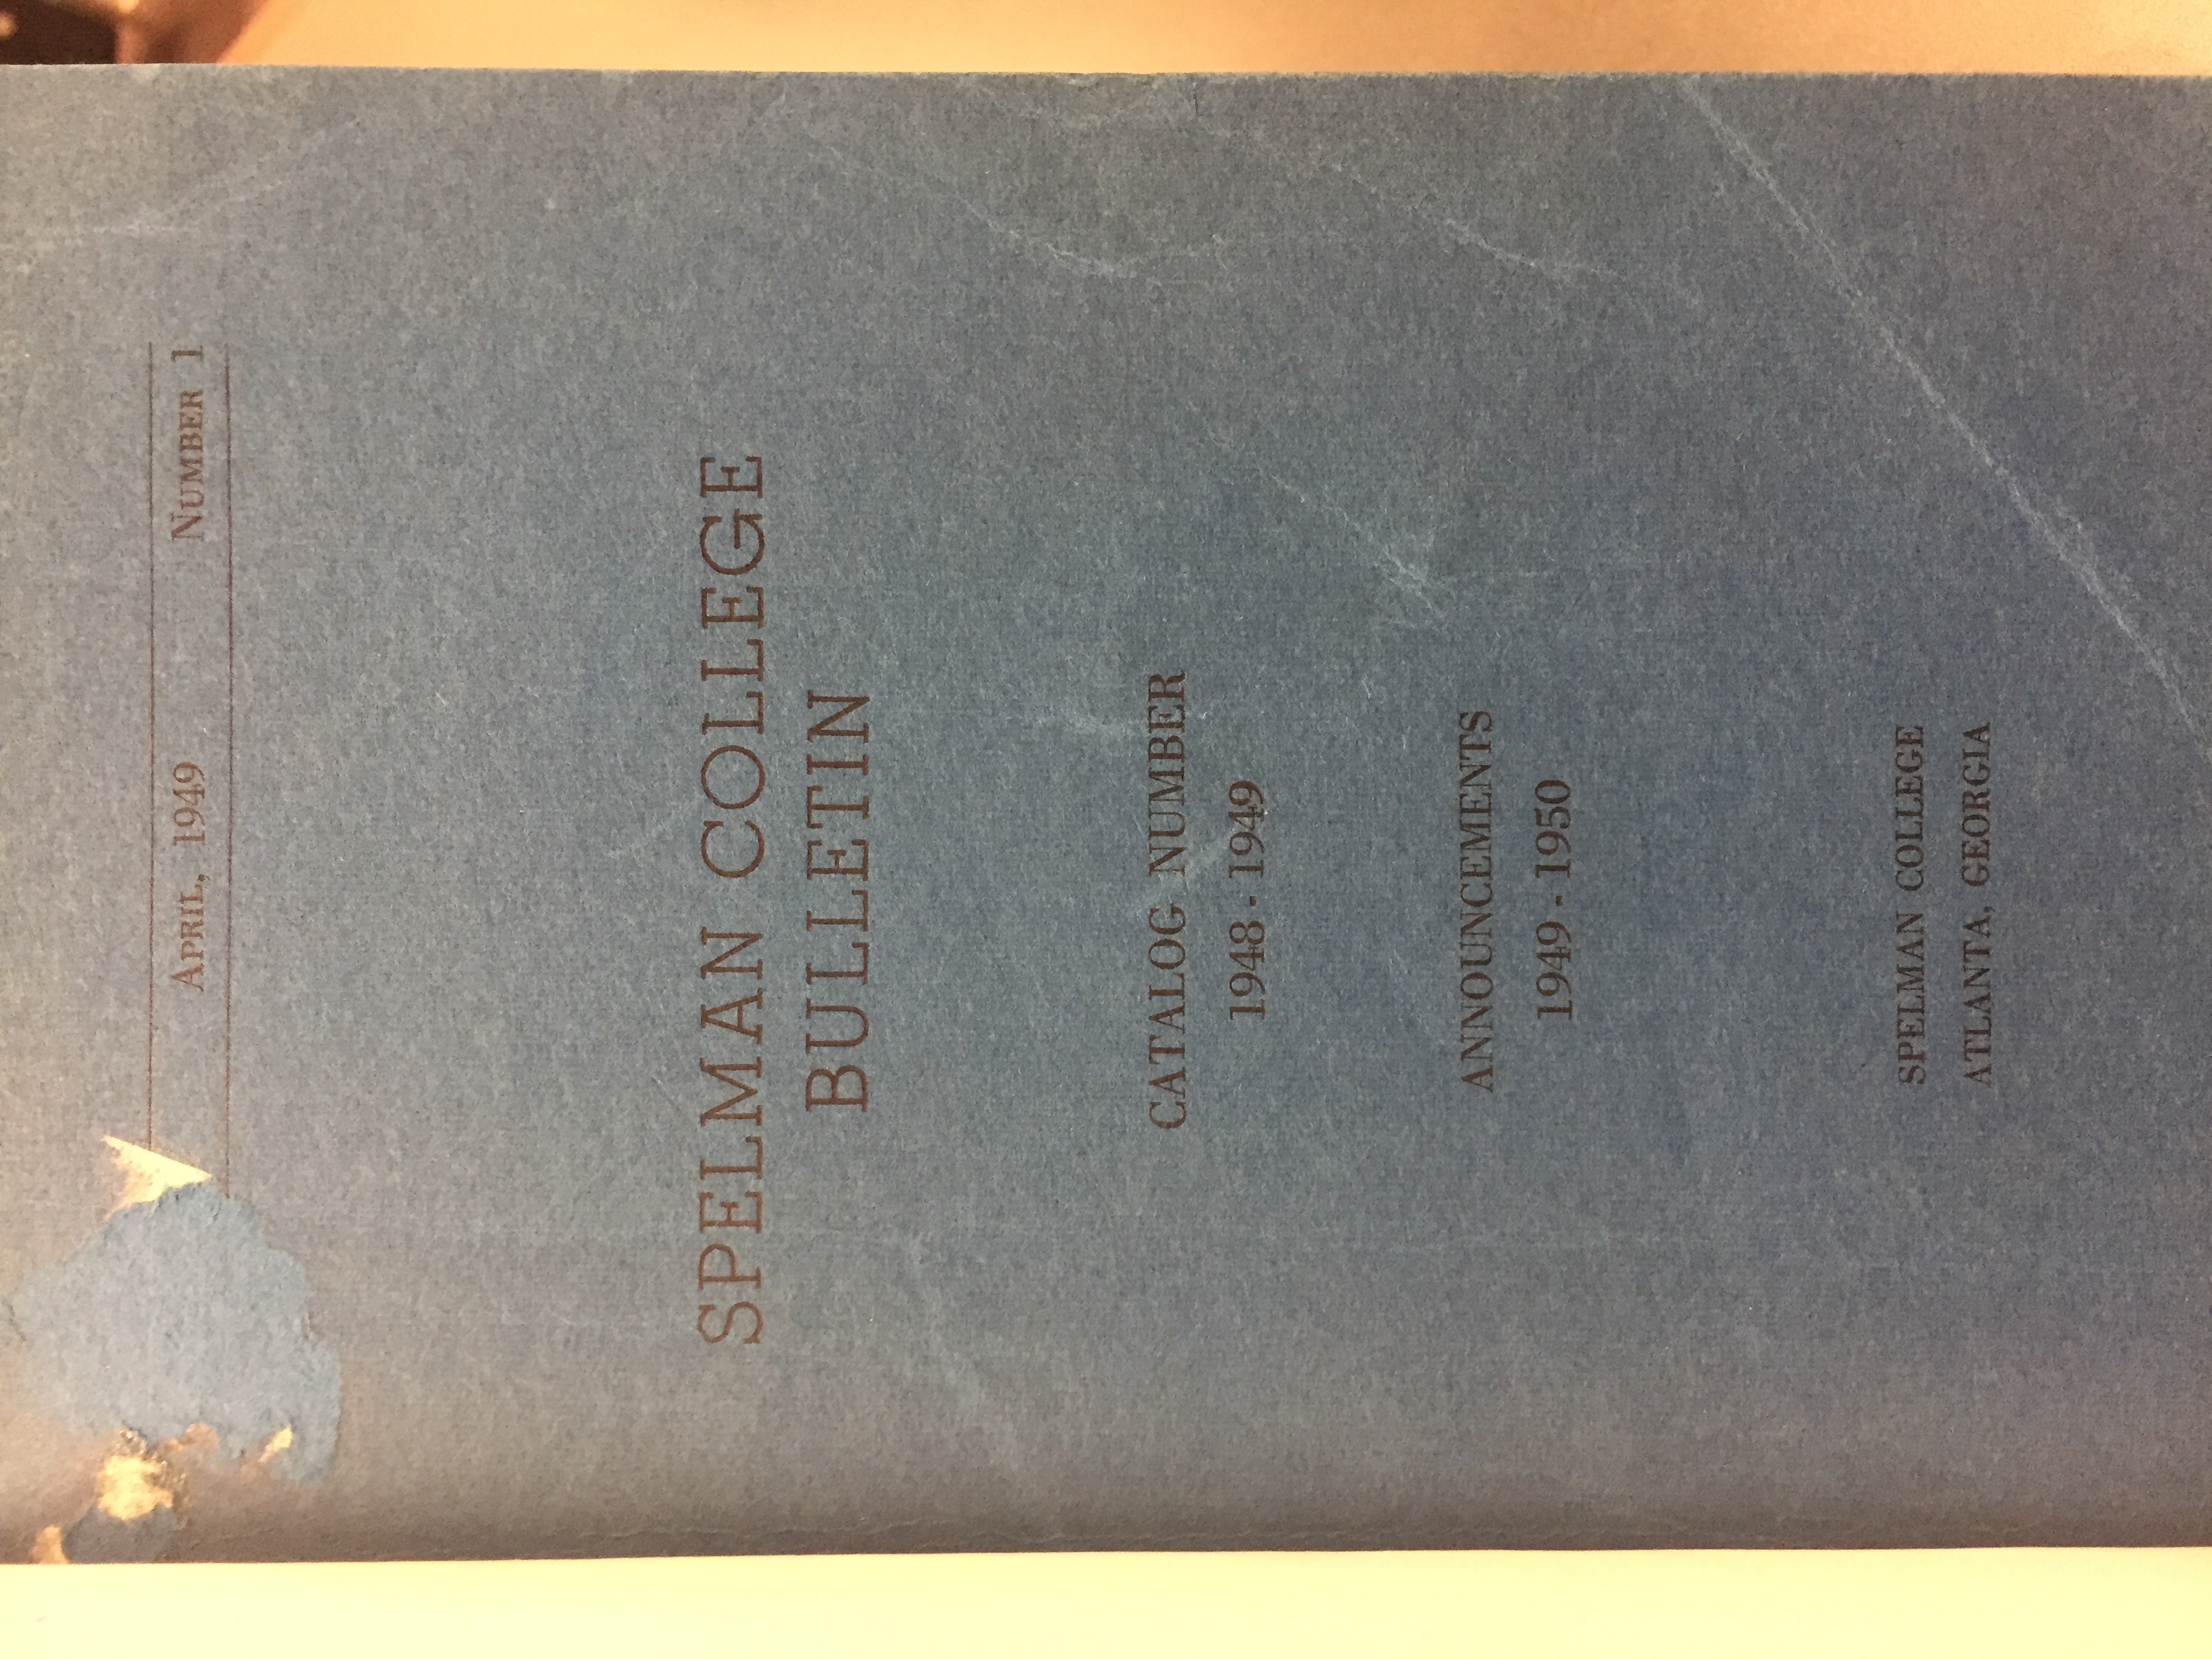 APRIL, 1949 NUMBER 1
SPELMAN COLLEGE
BULLETIN
CATALOG NUMBER
1948 - 1949
ANNOUNCEMENTS
1949 - 1950
SPELMAN COLLEGE
ATLANTA, GEORGIA